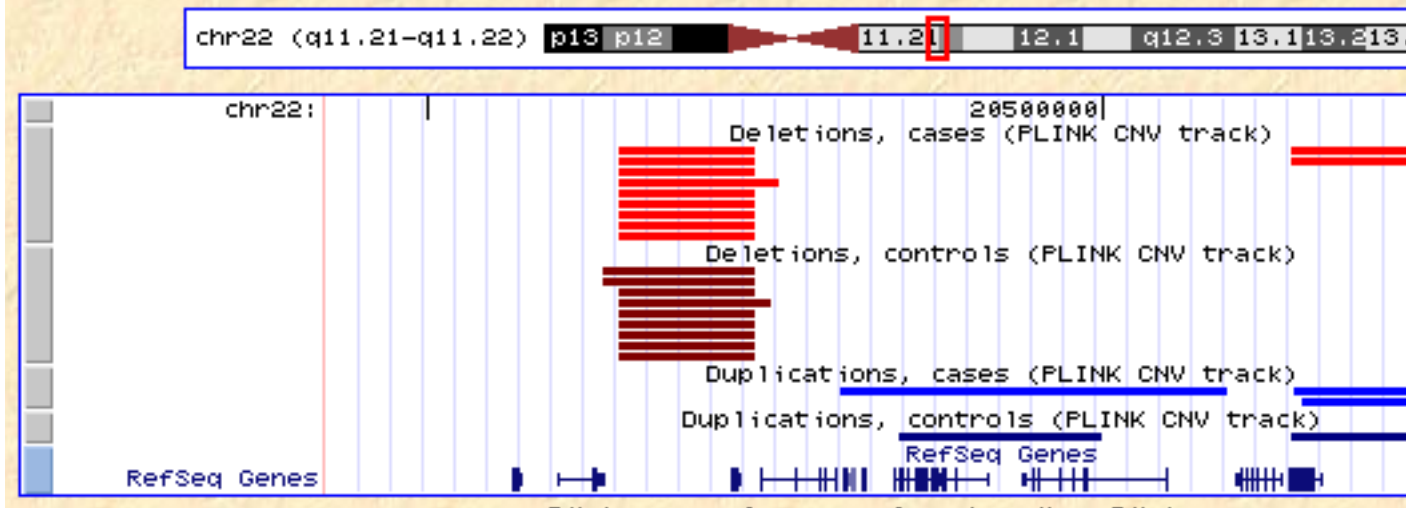 chr22 (q11.21-q11.22) p13 p12 11.21 12.1 q12.3 13.1 13.2 13.
chr22: 20500000|
Deletions, cases (PLINK CNV track)
Deletions, controls (PLINK CNV track)
Duplications, cases (PLINK CNV track)
Duplications, controls (PLINK CNV track)
RefSeq Genes
RefSeq Genes